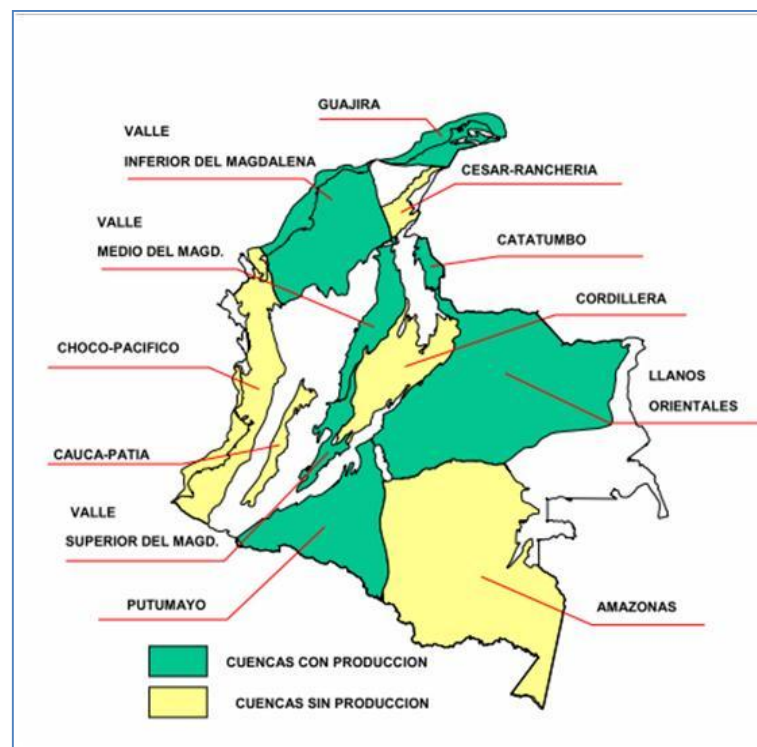 GUAJIRA
VALLE
INFERIOR DEL MAGDALENA
CESAR-RANCHERIA
VALLE
MEDIO DEL MAGD.
CATATUMBO
CORDILLERA
CHOCO-PACIFICO
LLANOS
ORIENTALES
CAUCA-PATIA
VALLE
SUPERIOR DEL MAGD.
PUTUMAYO
AMAZONAS
CUENCAS CON PRODUCCION
CUENCAS SIN PRODUCCION